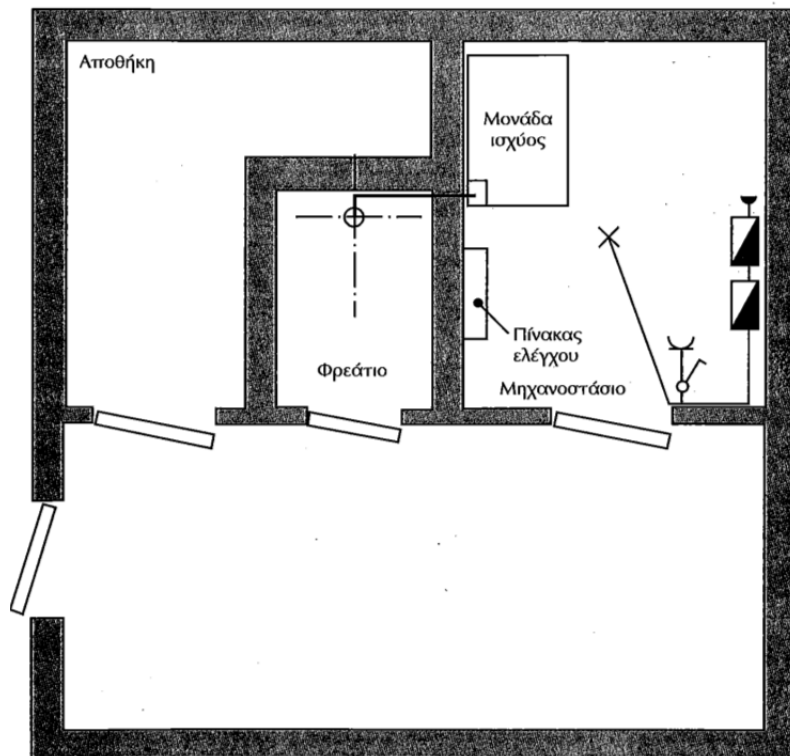 Αποθήκη
Μονάδα
ισχύος
Πίνακας
ελέγχου
Φρεάτιο
Μηχανοστάσιο